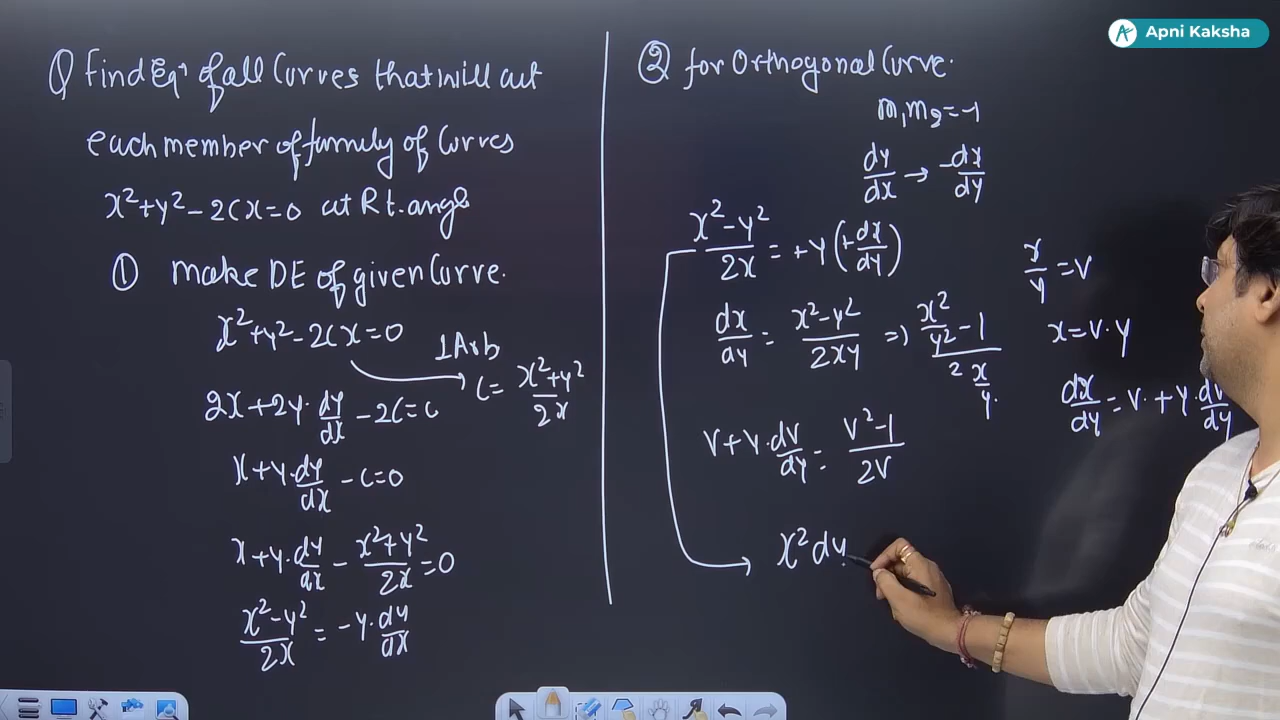 Q Find Eqn of all Curves that will cut
each member of family of Curves
x²+y²-2Cx=0 at Rt. angle
① make DE of given Curve.
x²+y²-2Cx=0
1 Arb
C= x²+y²/2x
2x+2y.dy/dx-2C=0
x+y.dy/dx-C=0
x+y.dy/dx - x²+y²/2x =0
x²-y²/2x = -y.dy/dx
② for Orthogonal Curve.
m₁m₂=-1
dy/dx → -dx/dy
x²-y²/2x = +y(+dx/dy)
dx/dy = x²-y²/2xy ⇒ x²/y²-1/2 x/y.
x/y =v
x=v.y
dx/dy=v.+y.dv/dy
v+y.dv/dy = v²-1/2v
x²dy
Apni Kaksha